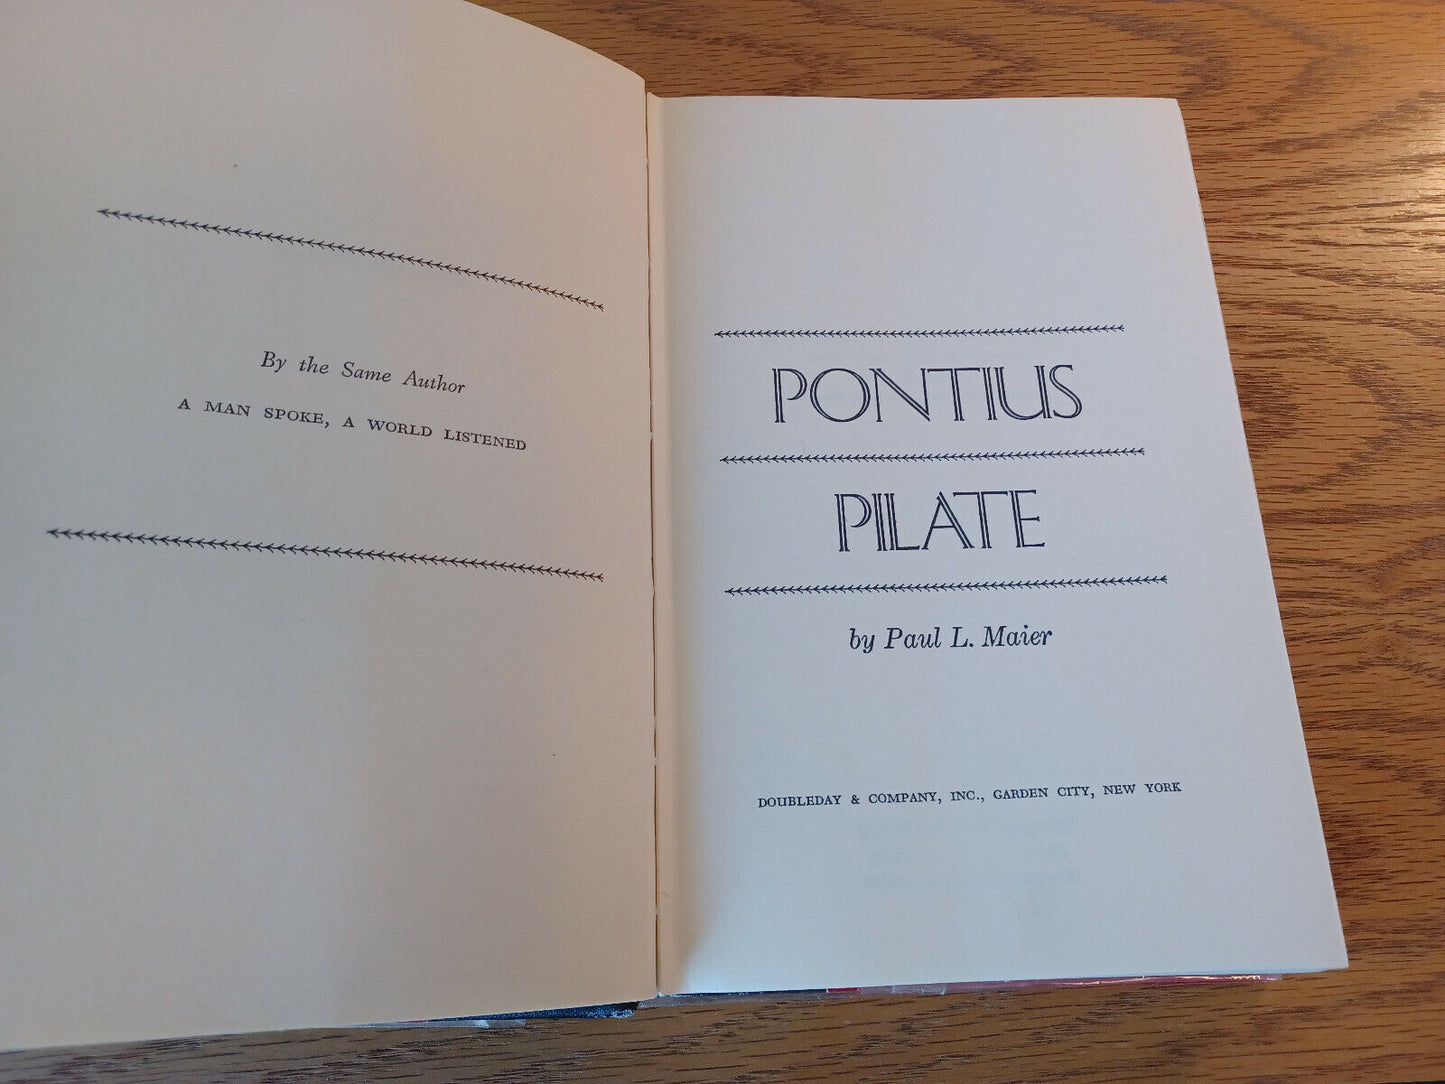 By the Same Author
A MAN SPOKE, A WORLD LISTENED
PONTIUS
PILATE
by Paul L. Maier
DOUBLEDAY & COMPANY, INC., GARDEN CITY, NEW YORK